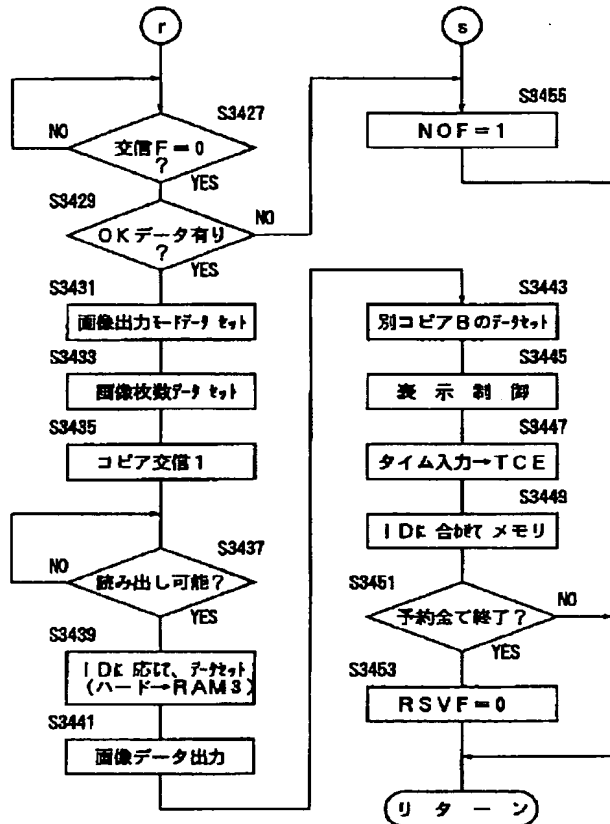 r
S3427
NO
交信F=0
?
YES
S3429
NO
OKデータ有り
?
YES
S3431
画像出力モードデータ セット
S3433
画像枚数データ セット
S3435
コピア交信1
S3437
NO
読み出し可能?
YES
S3439
IDに 応じて、データセット
(ハード→RAM3)
S3441
画像データ出力
s
S3455
NOF=1
S3443
別コピアBのデータセット
S3445
表示制御
S3447
タイム入力→TCE
S3449
IDに 合わせて メモリ
S3451
NO
予約全て終了?
YES
S3453
RSVF=0
リターン